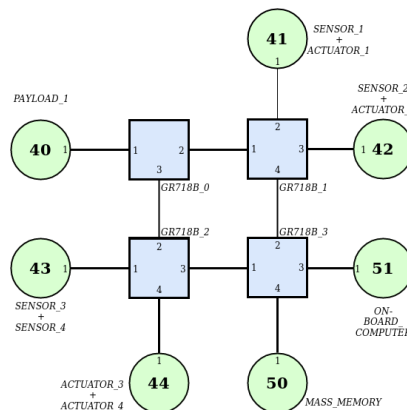 SENSOR_1
+
ACTUATOR_1
41
1
PAYLOAD_1
SENSOR_2
+
ACTUATOR_
40
1
1
2
3
GR718B_0
2
1
3
4
GR718B_1
1
42
GR718B_2
GR718B_3
43
1
2
1
3
4
2
1
3
4
1
51
SENSOR_3
+
SENSOR_4
ON-
BOARD_
COMPUTER
1
44
1
50
ACTUATOR_3
+
ACTUATOR_4
MASS_MEMORY